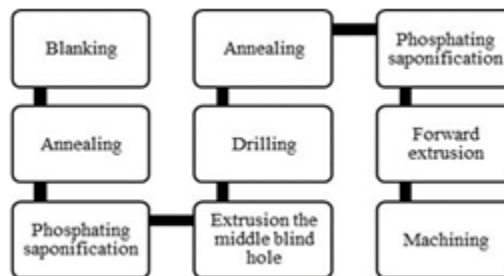 Blanking
Annealing
Phosphating
saponification
Extrusion the
middle blind
hole
Drilling
Annealing
Phosphating
saponification
Forward
extrusion
Machining